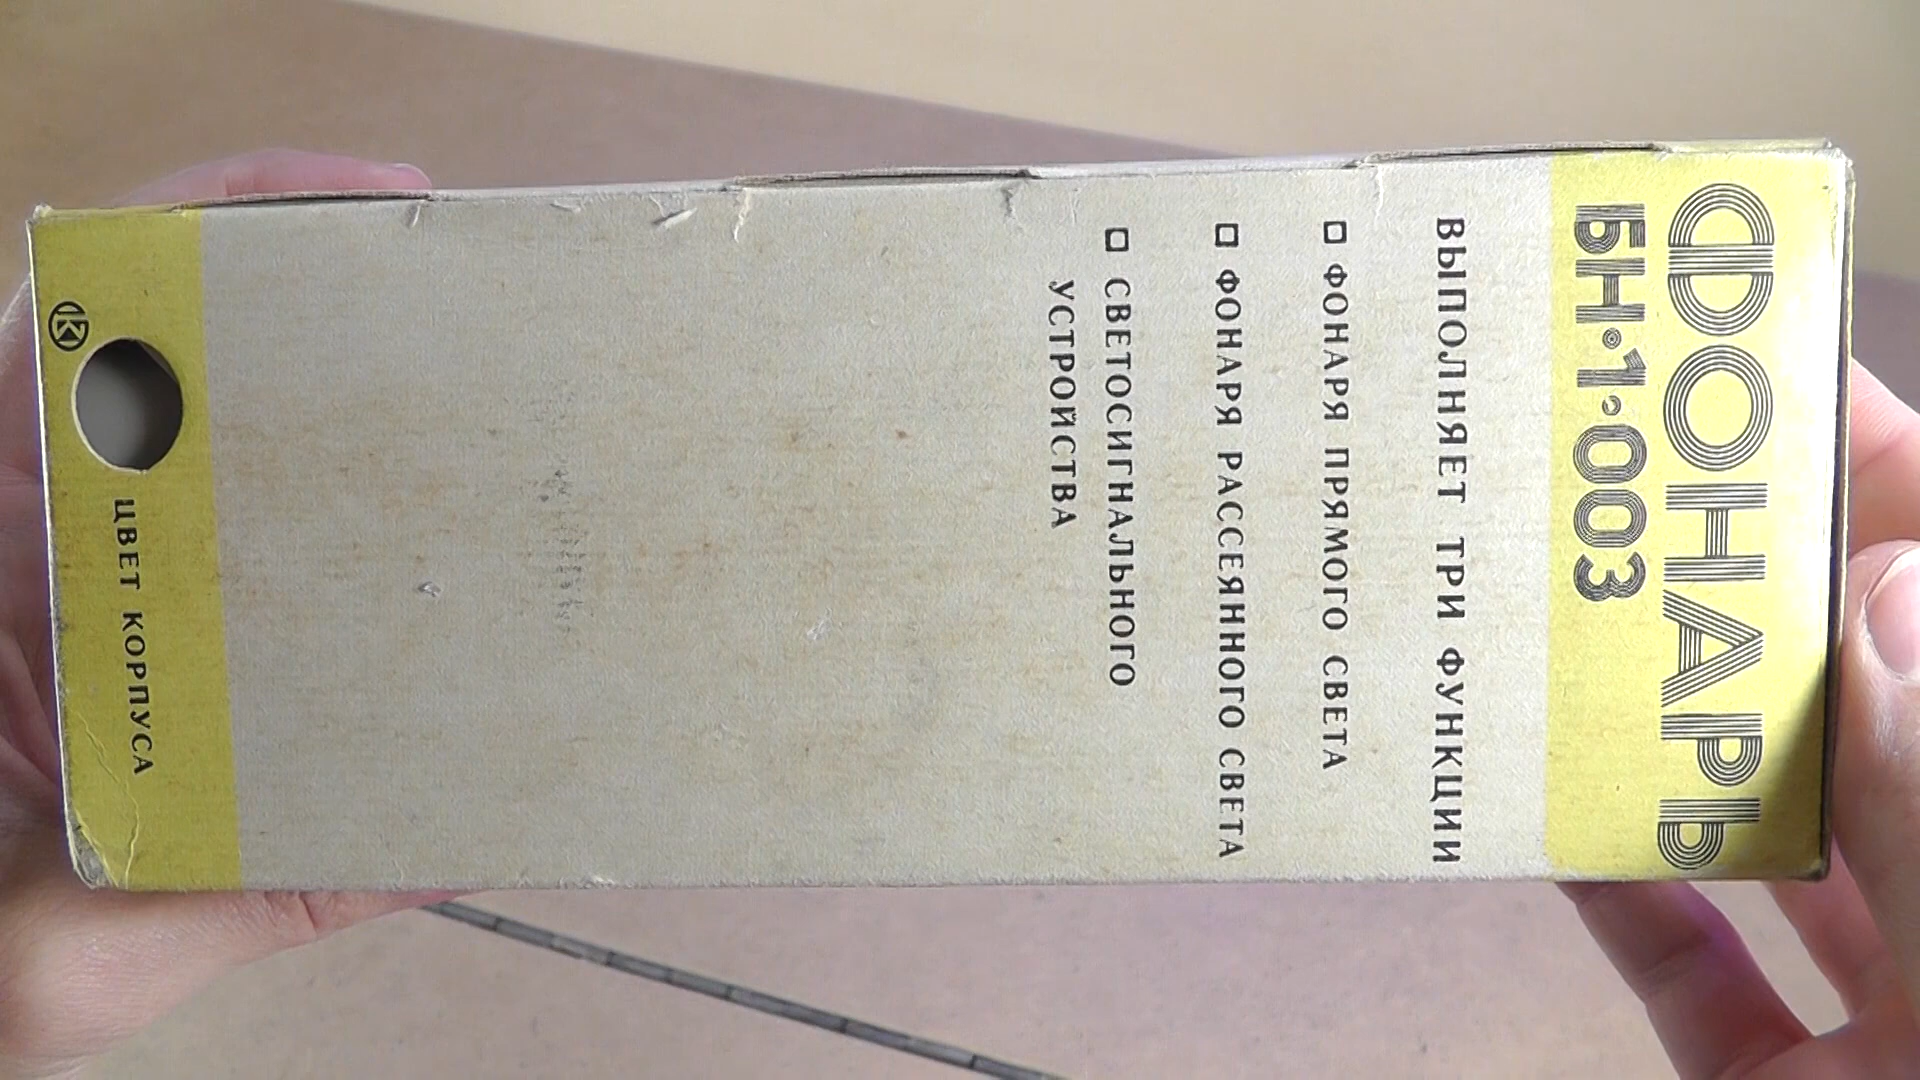 ФОНАРЬ
БН·1·003
ВЫПОЛНЯЕТ ТРИ ФУНКЦИИ
ФОНАРЯ ПРЯМОГО СВЕТА
ФОНАРЯ РАССЕЯННОГО СВЕТА
СВЕТОСИГНАЛЬНОГО
УСТРОЙСТВА
ЦВЕТ КОРПУСА